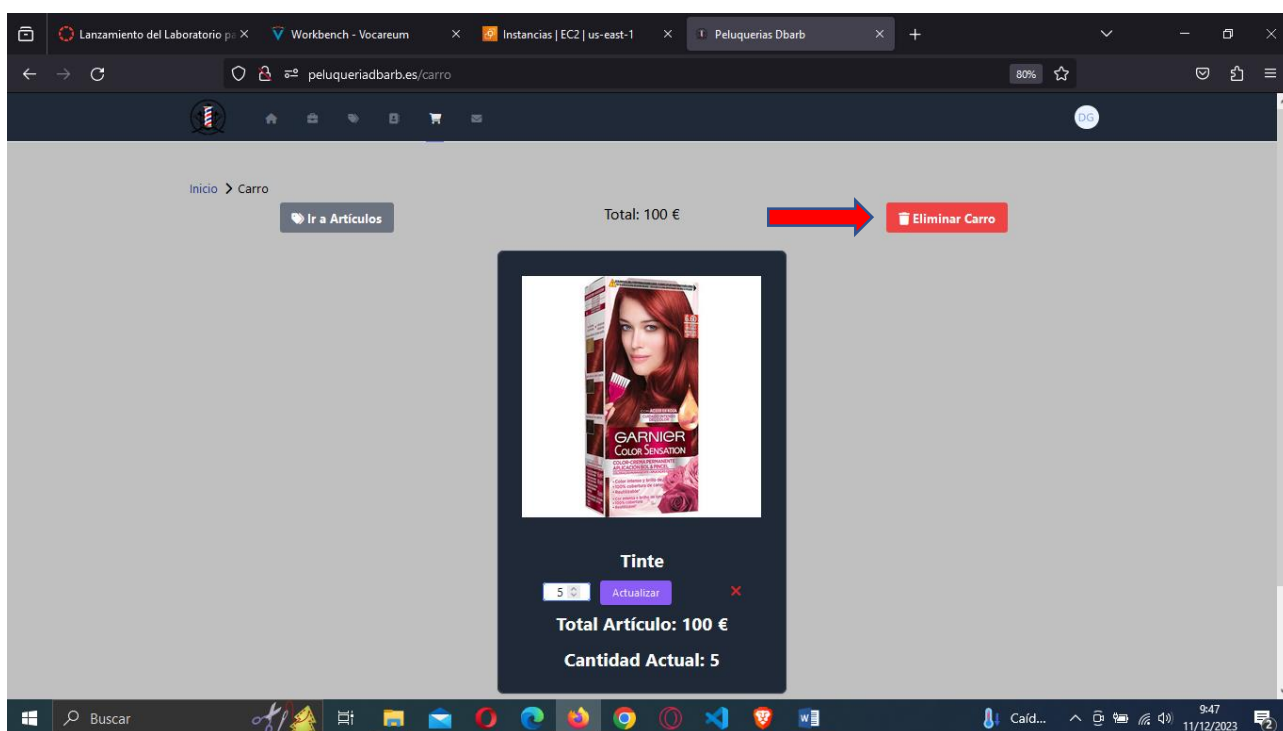 Lanzamiento del Laboratorio pa
Workbench - Vocareum
Instancias | EC2 | us-east-1
Peluquerias Dbarb
peluqueriadbarb.es/carro
80%
DG
Inicio > Carro
Ir a Artículos
Total: 100 €
Eliminar Carro
GARNIER
COLOR SENSATION
Tinte
5
Actualizar
Total Artículo: 100 €
Cantidad Actual: 5
Buscar
Caíd...
9:47
11/12/2023
2